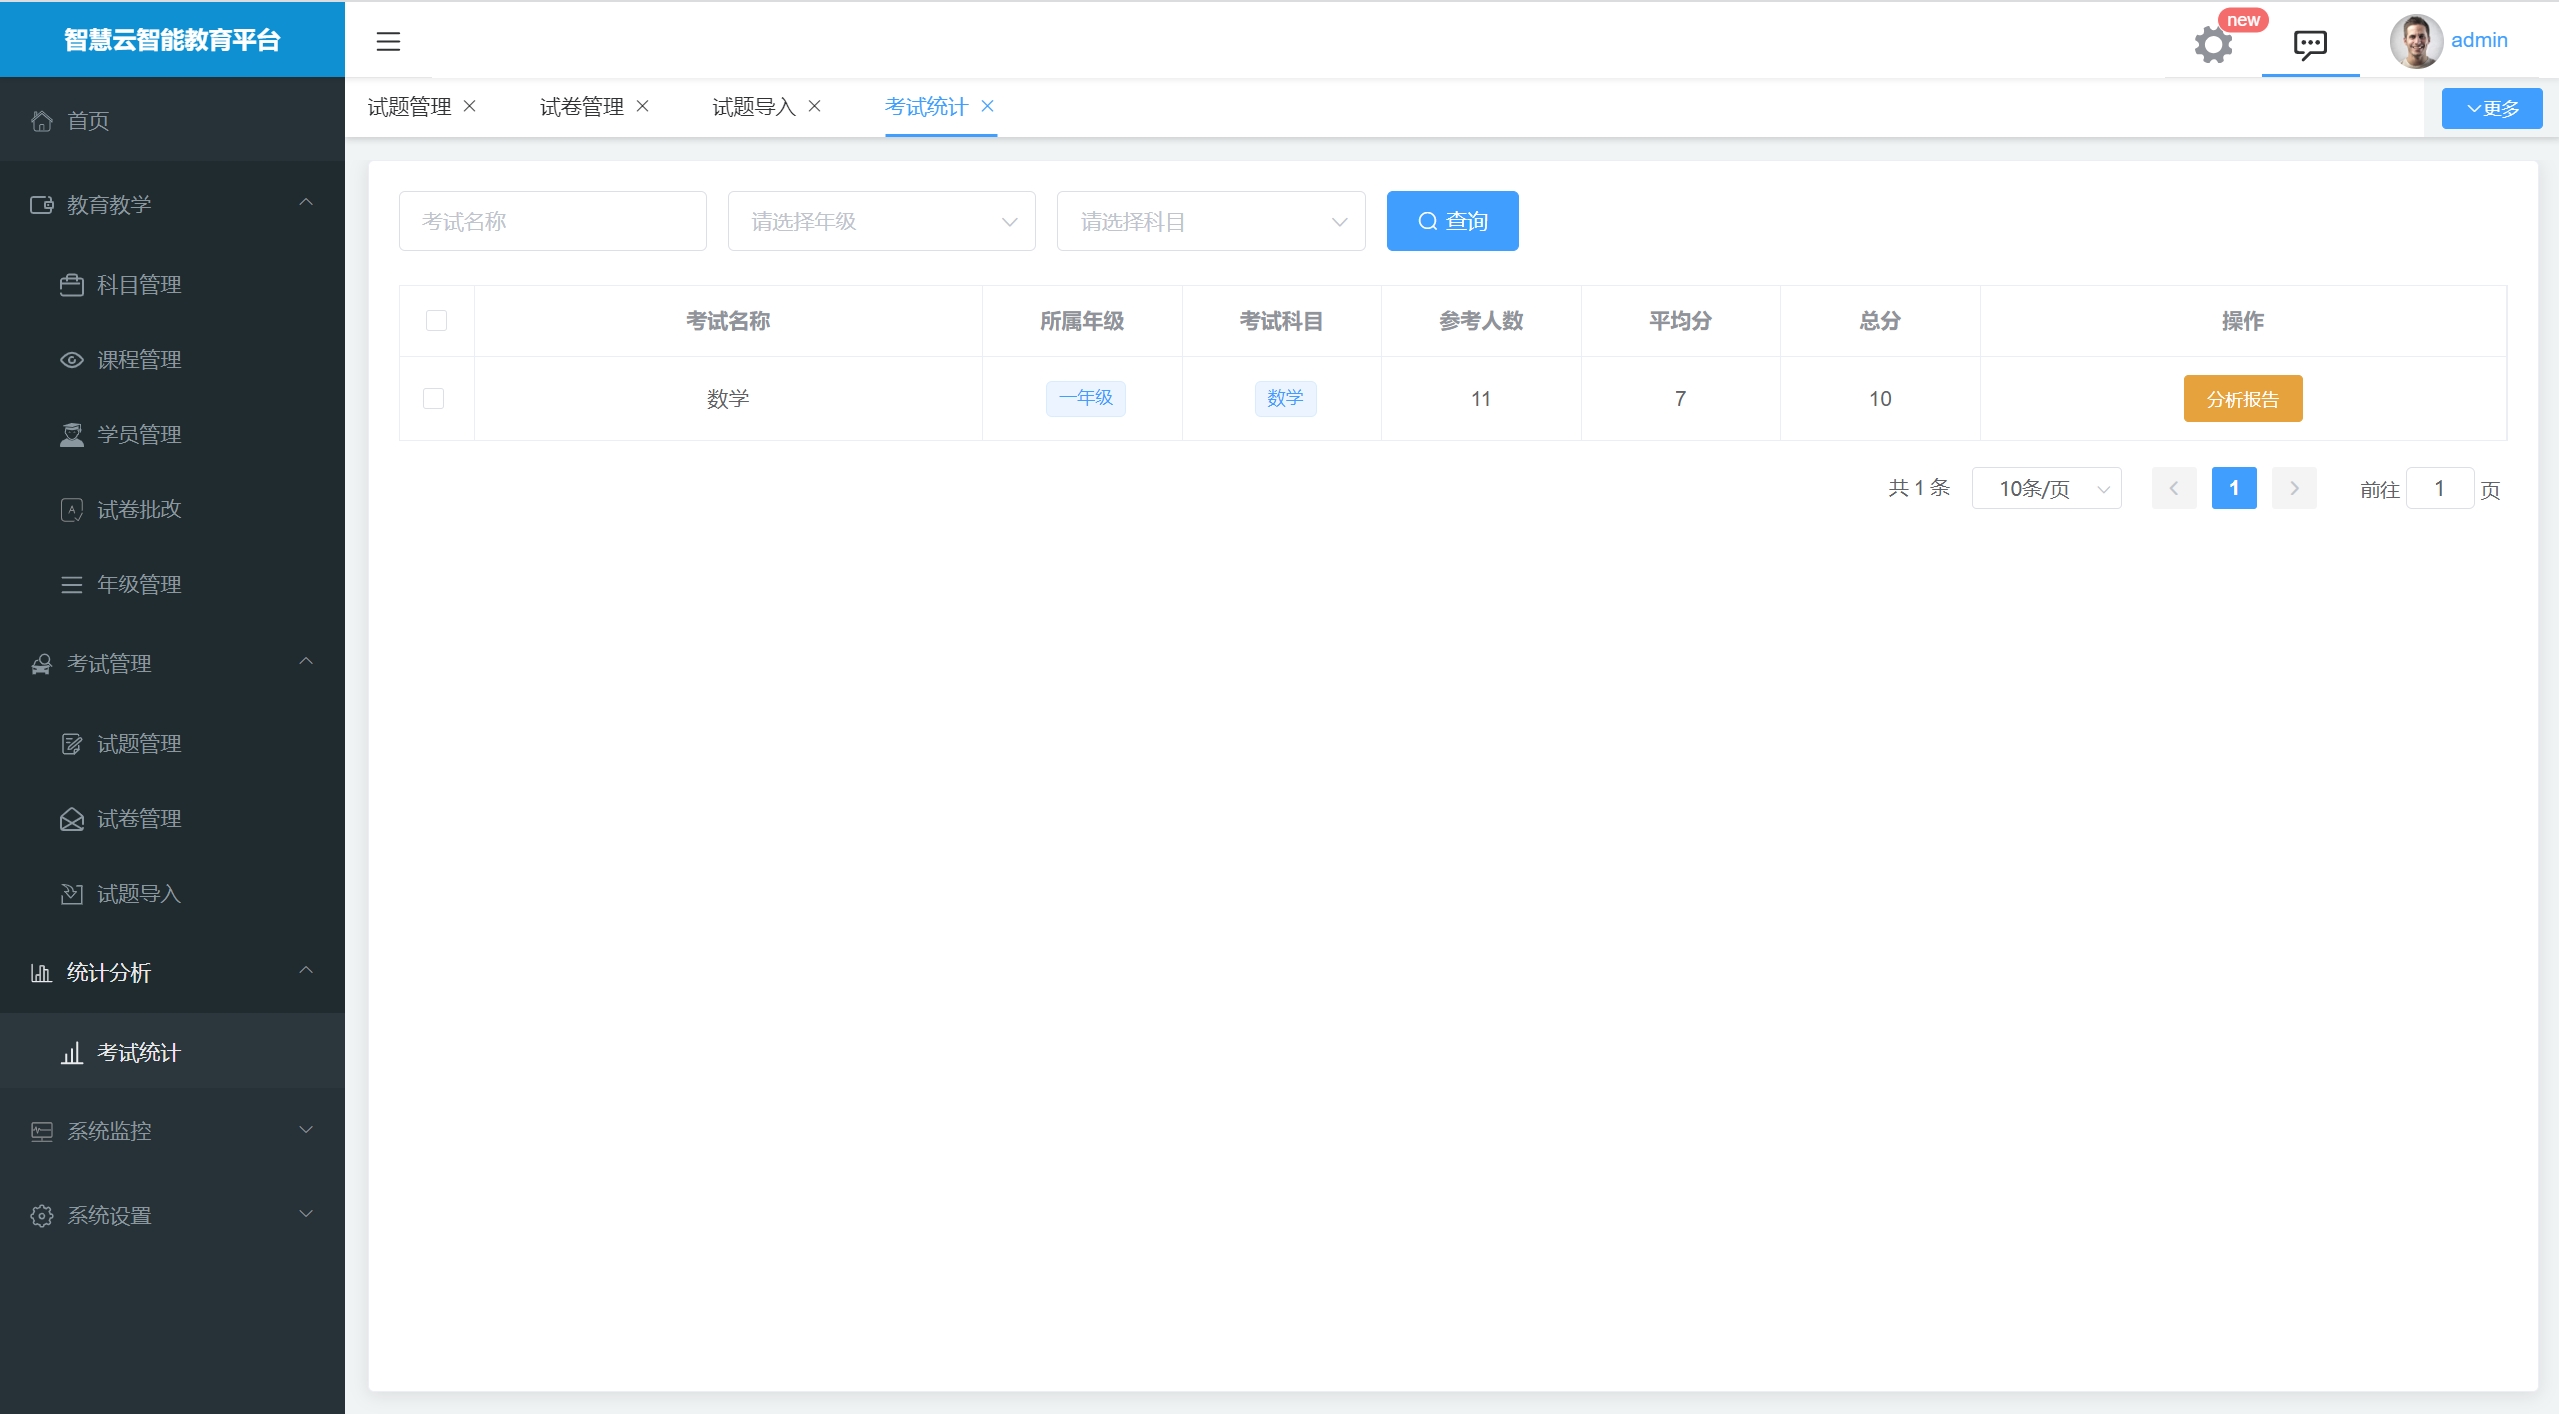 智慧云智能教育平台
new
admin
试题管理
试卷管理
试题导入
考试统计
更多
首页
教育教学
科目管理
课程管理
学员管理
试卷批改
年级管理
考试管理
试题管理
试卷管理
试题导入
统计分析
考试统计
系统监控
系统设置
考试名称
请选择年级
请选择科目
查询
考试名称 所属年级 考试科目 参考人数 平均分 总分 操作
数学 一年级 数学 11 7 10 分析报告
共 1 条 10条/页 1 前往 1 页